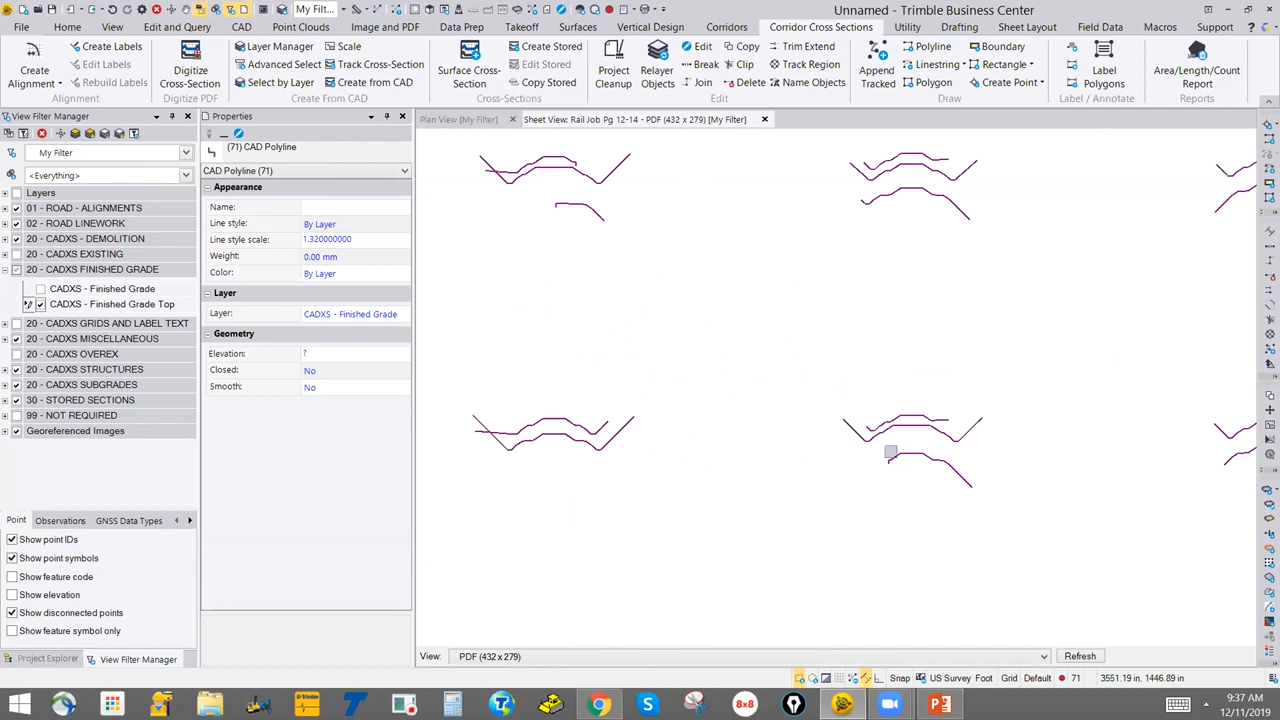 My Filter
Unnamed - Trimble Business Center
File
Home
View
Edit and Query
CAD
Point Clouds
Image and PDF
Data Prep
Takeoff
Surfaces
Vertical Design
Corridor
Corridor Cross Sections
Utility
Drafting
Sheet Layout
Field Data
Macros
Support
Create Alignment
Create Labels
Edit Labels
Rebuild Labels
Alignment
Digitize Cross-Section
Digitize PDF
Layer Manager
Advanced Select
Select by Layer
Scale
Track Cross-Section
Create from CAD
Create From CAD
Surface Cross-Section
Create Stored
Edit Stored
Copy Stored
Cross-Sections
Project Cleanup
Relayer Objects
Edit
Break
Join
Copy
Clip
Delete
Trim Extend
Track Region
Name Objects
Edit
Append Tracked
Polyline
Linestring
Polygon
Boundary
Rectangle
Create Point
Draw
Label Polygons
Label / Annotate
Area/Length/Count Report
Reports
View Filter Manager
My Filter
<Everything>
Layers
01 - ROAD - ALIGNMENTS
02 - ROAD LINEWORK
20 - CADXS - DEMOLITION
20 - CADXS EXISTING
20 - CADXS FINISHED GRADE
CADXS - Finished Grade
CADXS - Finished Grade Top
20 - CADXS GRIDS AND LABEL TEXT
20 - CADXS MISCELLANEOUS
20 - CADXS OVEREX
20 - CADXS STRUCTURES
20 - CADXS SUBGRADES
30 - STORED SECTIONS
99 - NOT REQUIRED
Georeferenced Images
Point
Observations
GNSS Data Types
Show point IDs
Show point symbols
Show feature code
Show elevation
Show disconnected points
Show feature symbol only
Project Explorer
View Filter Manager
Properties
(71) CAD Polyline
CAD Polyline (71)
Appearance
Name:
Line style: By Layer
Line style scale: 1.320000000
Weight: 0.00 mm
Color: By Layer
Layer
Layer: CADXS - Finished Grade
Geometry
Elevation: ?
Closed: No
Smooth: No
Plan View [My Filter]
Sheet View: Rail Job Pg 12-14 - PDF (432 x 279) [My Filter]
View: PDF (432 x 279)
Refresh
Snap
US Survey Foot
Grid
Default
71
3551.19 in, 1446.89 in
8x8
9:37 AM
12/11/2019